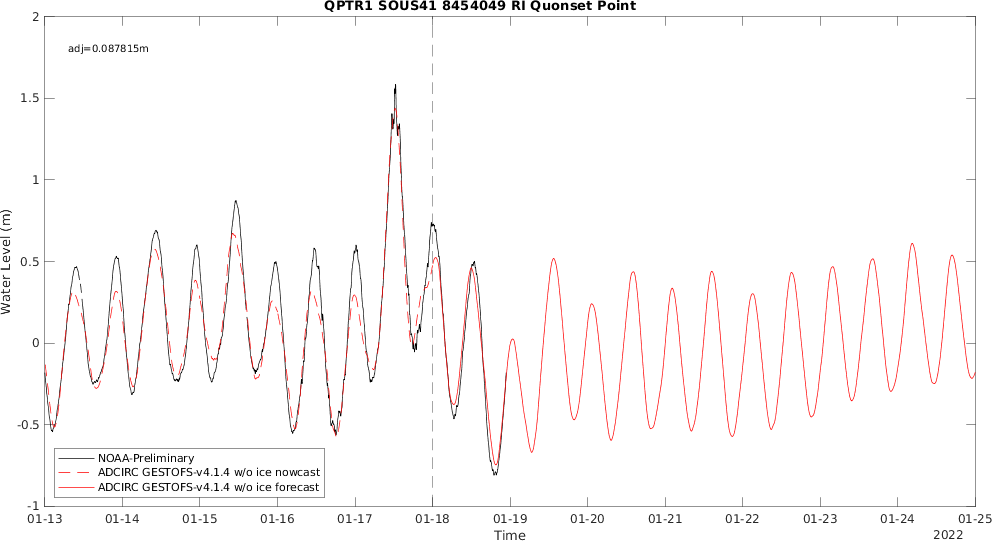 QPTR1 SOUS41 8454049 RI Quonset Point
2
adj=0.087815m
1.5
1
0.5
0
-0.5
-1
Water Level (m)
NOAA-Preliminary
ADCIRC GESTOFS-v4.1.4 w/o ice nowcast
ADCIRC GESTOFS-v4.1.4 w/o ice forecast
01-13 01-14 01-15 01-16 01-17 01-18 01-19 01-20 01-21 01-22 01-23 01-24 01-25
Time
2022